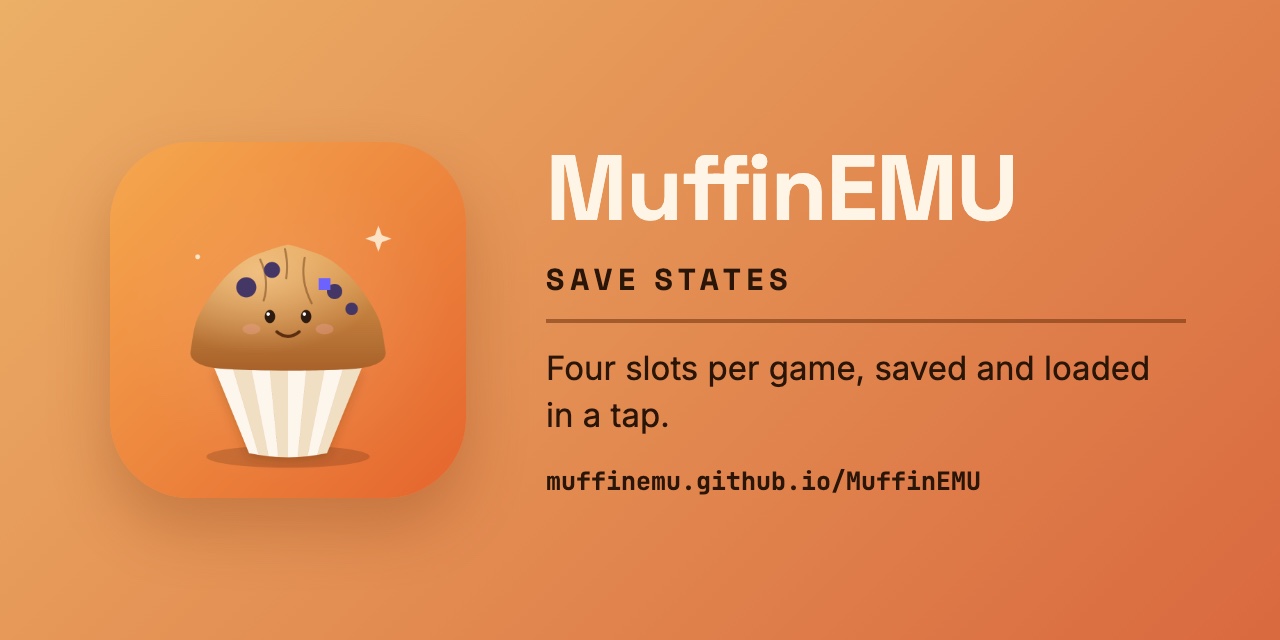 MuffinEMU
SAVE STATES
Four slots per game, saved and loaded
in a tap.
muffinemu.github.io/MuffinEMU